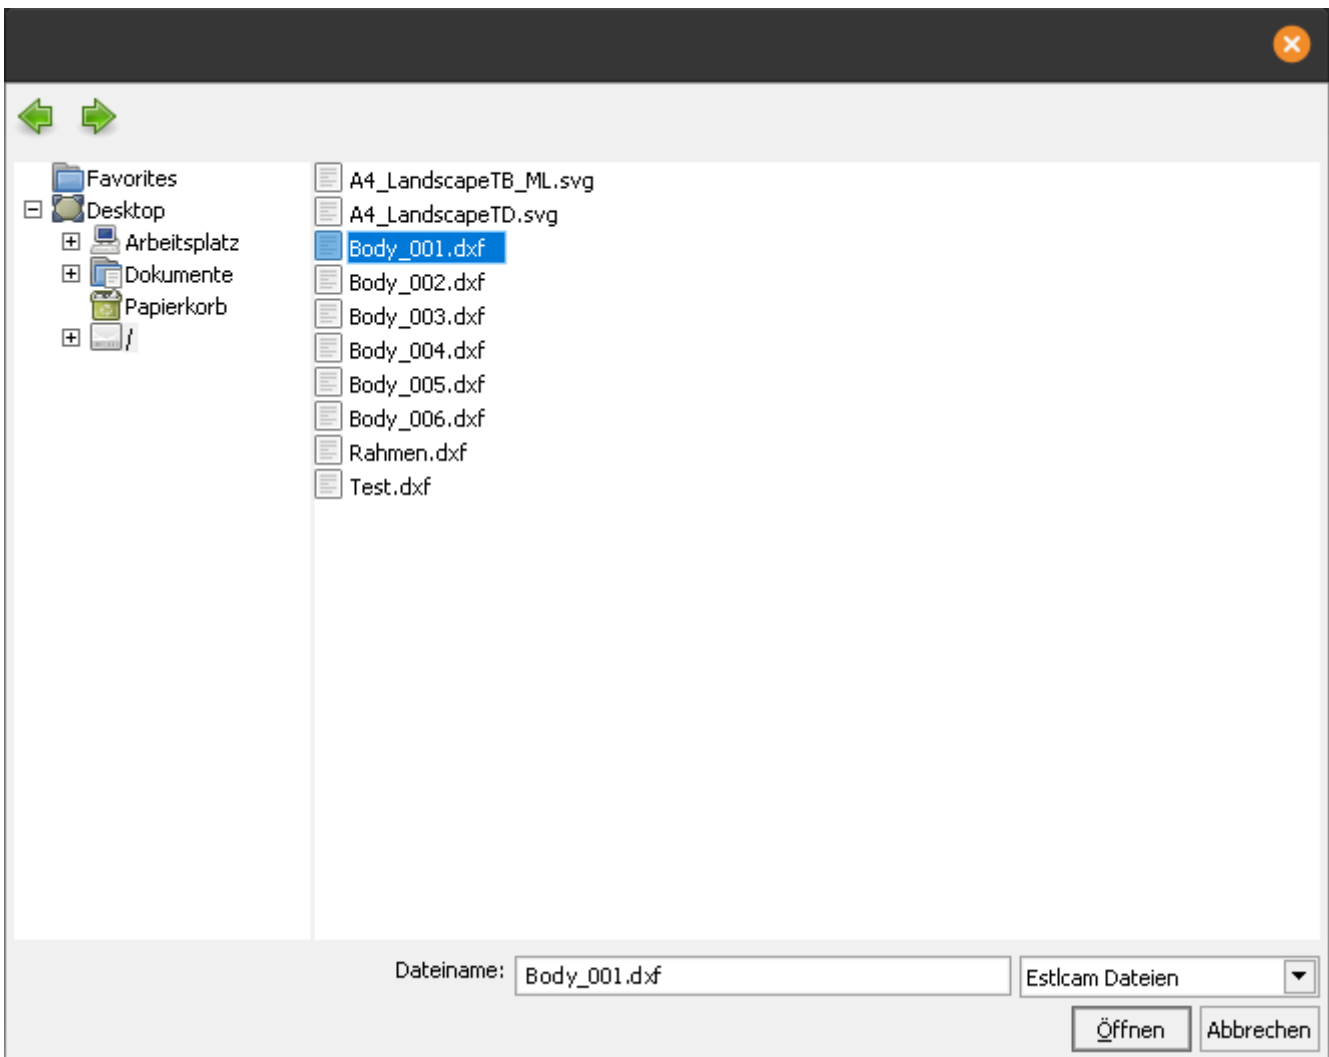 Favorites
Desktop
Arbeitsplatz
Dokumente
Papierkorb
/
A4_LandscapeTB_ML.svg
A4_LandscapeTD.svg
Body_001.dxf
Body_002.dxf
Body_003.dxf
Body_004.dxf
Body_005.dxf
Body_006.dxf
Rahmen.dxf
Test.dxf
Dateiname: Body_001.dxf Estlcam Dateien
Öffnen Abbrechen